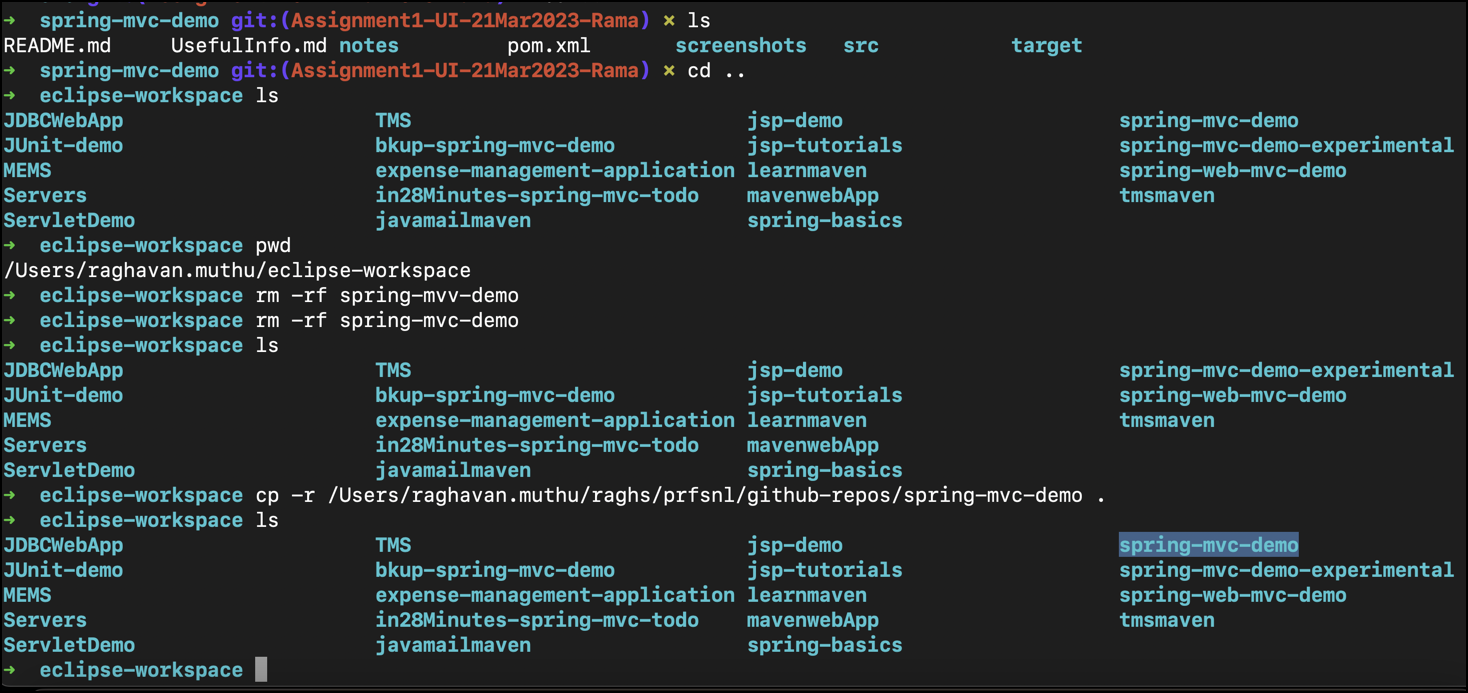 ➜  spring-mvc-demo git:(Assignment1-UI-21Mar2023-Rama) ✗ ls
README.md     UsefulInfo.md notes         pom.xml       screenshots   src           target
➜  spring-mvc-demo git:(Assignment1-UI-21Mar2023-Rama) ✗ cd ..
➜  eclipse-workspace ls
JDBCWebApp                     TMS                            jsp-demo                       spring-mvc-demo
JUnit-demo                     bkup-spring-mvc-demo           jsp-tutorials                  spring-mvc-demo-experimental
MEMS                           expense-management-application learnmaven                     spring-web-mvc-demo
Servers                        in28Minutes-spring-mvc-todo    mavenwebApp                    tmsmaven
ServletDemo                    javamailmaven                  spring-basics
➜  eclipse-workspace pwd
/Users/raghavan.muthu/eclipse-workspace
➜  eclipse-workspace rm -rf spring-mvv-demo
➜  eclipse-workspace rm -rf spring-mvc-demo
➜  eclipse-workspace ls
JDBCWebApp                     TMS                            jsp-demo                       spring-mvc-demo-experimental
JUnit-demo                     bkup-spring-mvc-demo           jsp-tutorials                  spring-web-mvc-demo
MEMS                           expense-management-application learnmaven                     tmsmaven
Servers                        in28Minutes-spring-mvc-todo    mavenwebApp
ServletDemo                    javamailmaven                  spring-basics
➜  eclipse-workspace cp -r /Users/raghavan.muthu/raghs/prfsnl/github-repos/spring-mvc-demo .
➜  eclipse-workspace ls
JDBCWebApp                     TMS                            jsp-demo                       spring-mvc-demo
JUnit-demo                     bkup-spring-mvc-demo           jsp-tutorials                  spring-mvc-demo-experimental
MEMS                           expense-management-application learnmaven                     spring-web-mvc-demo
Servers                        in28Minutes-spring-mvc-todo    mavenwebApp                    tmsmaven
ServletDemo                    javamailmaven                  spring-basics
➜  eclipse-workspace